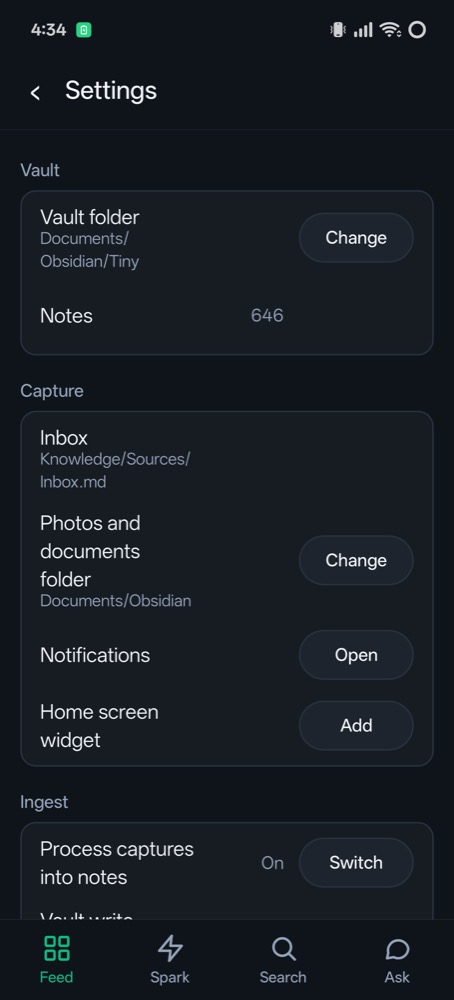 4:34
Settings
Vault
Vault folder
Documents/
Obsidian/Tiny
Change
Notes
646
Capture
Inbox
Knowledge/Sources/
Inbox.md
Photos and
documents
folder
Documents/Obsidian
Change
Notifications
Open
Home screen
widget
Add
Ingest
Process captures
into notes
On
Switch
Vault write
Feed
Spark
Search
Ask